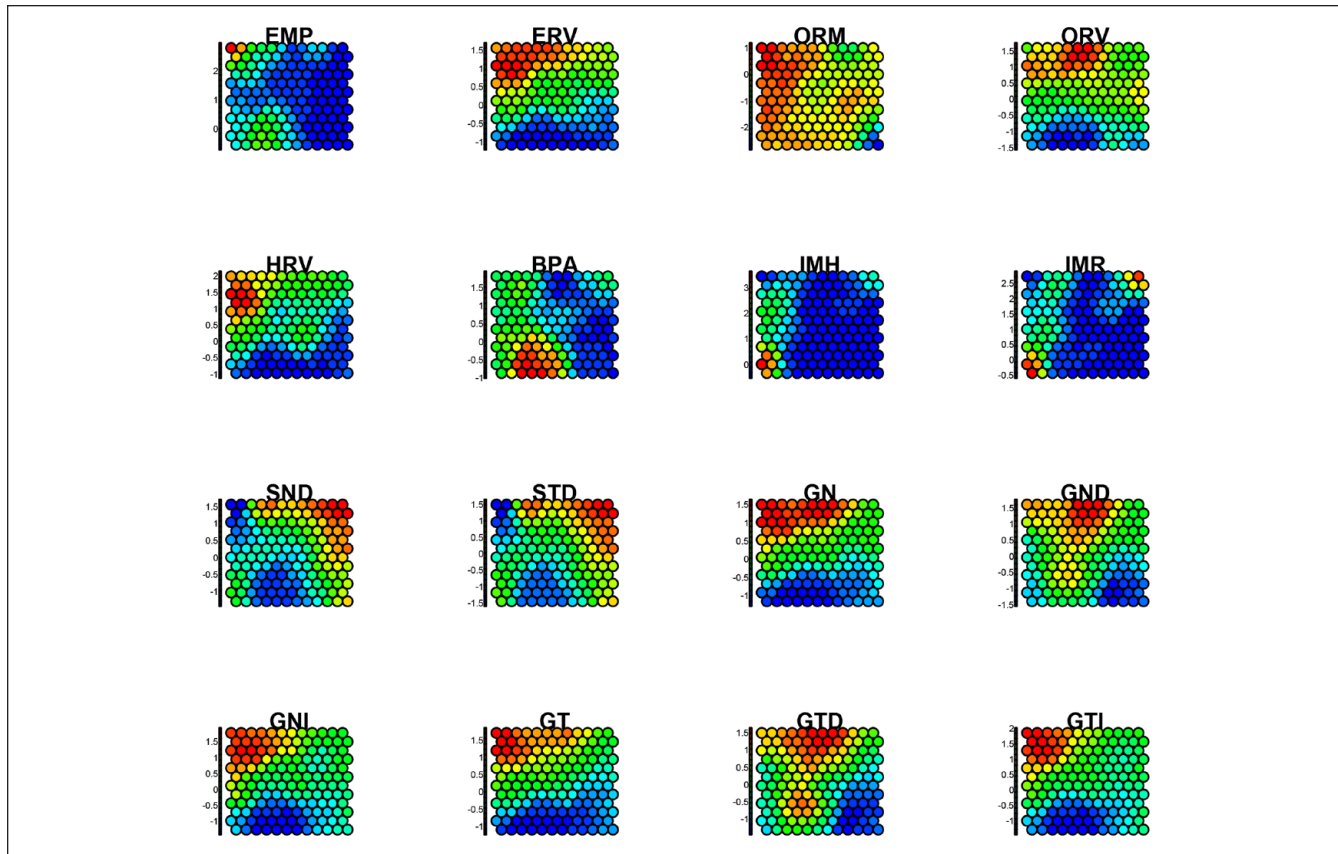 EMP ERV ORM ORV
2 1 0
1.5 1 0.5 0 -0.5 -1
1 0 -1 -2
1.5 1 0.5 0 -0.5 -1 -1.5
HRV BPA IMH IMR
2 1.5 1 0.5 0 -0.5 -1
1.5 1 0.5 0 -0.5 -1
3 2 1 0
2.5 2 1.5 1 0.5 0 -0.5
SND STD GN GND
1.5 1 0.5 0 -0.5 -1
1.5 1 0.5 0 -0.5 -1 -1.5
1.5 1 0.5 0 -0.5 -1
1.5 1 0.5 0 -0.5 -1 -1.5
GNI GT GTD GTI
1.5 1 0.5 0 -0.5 -1
1.5 1 0.5 0 -0.5 -1
1.5 1 0.5 0 -0.5 -1 -1.5
2 1.5 1 0.5 0 -0.5 -1